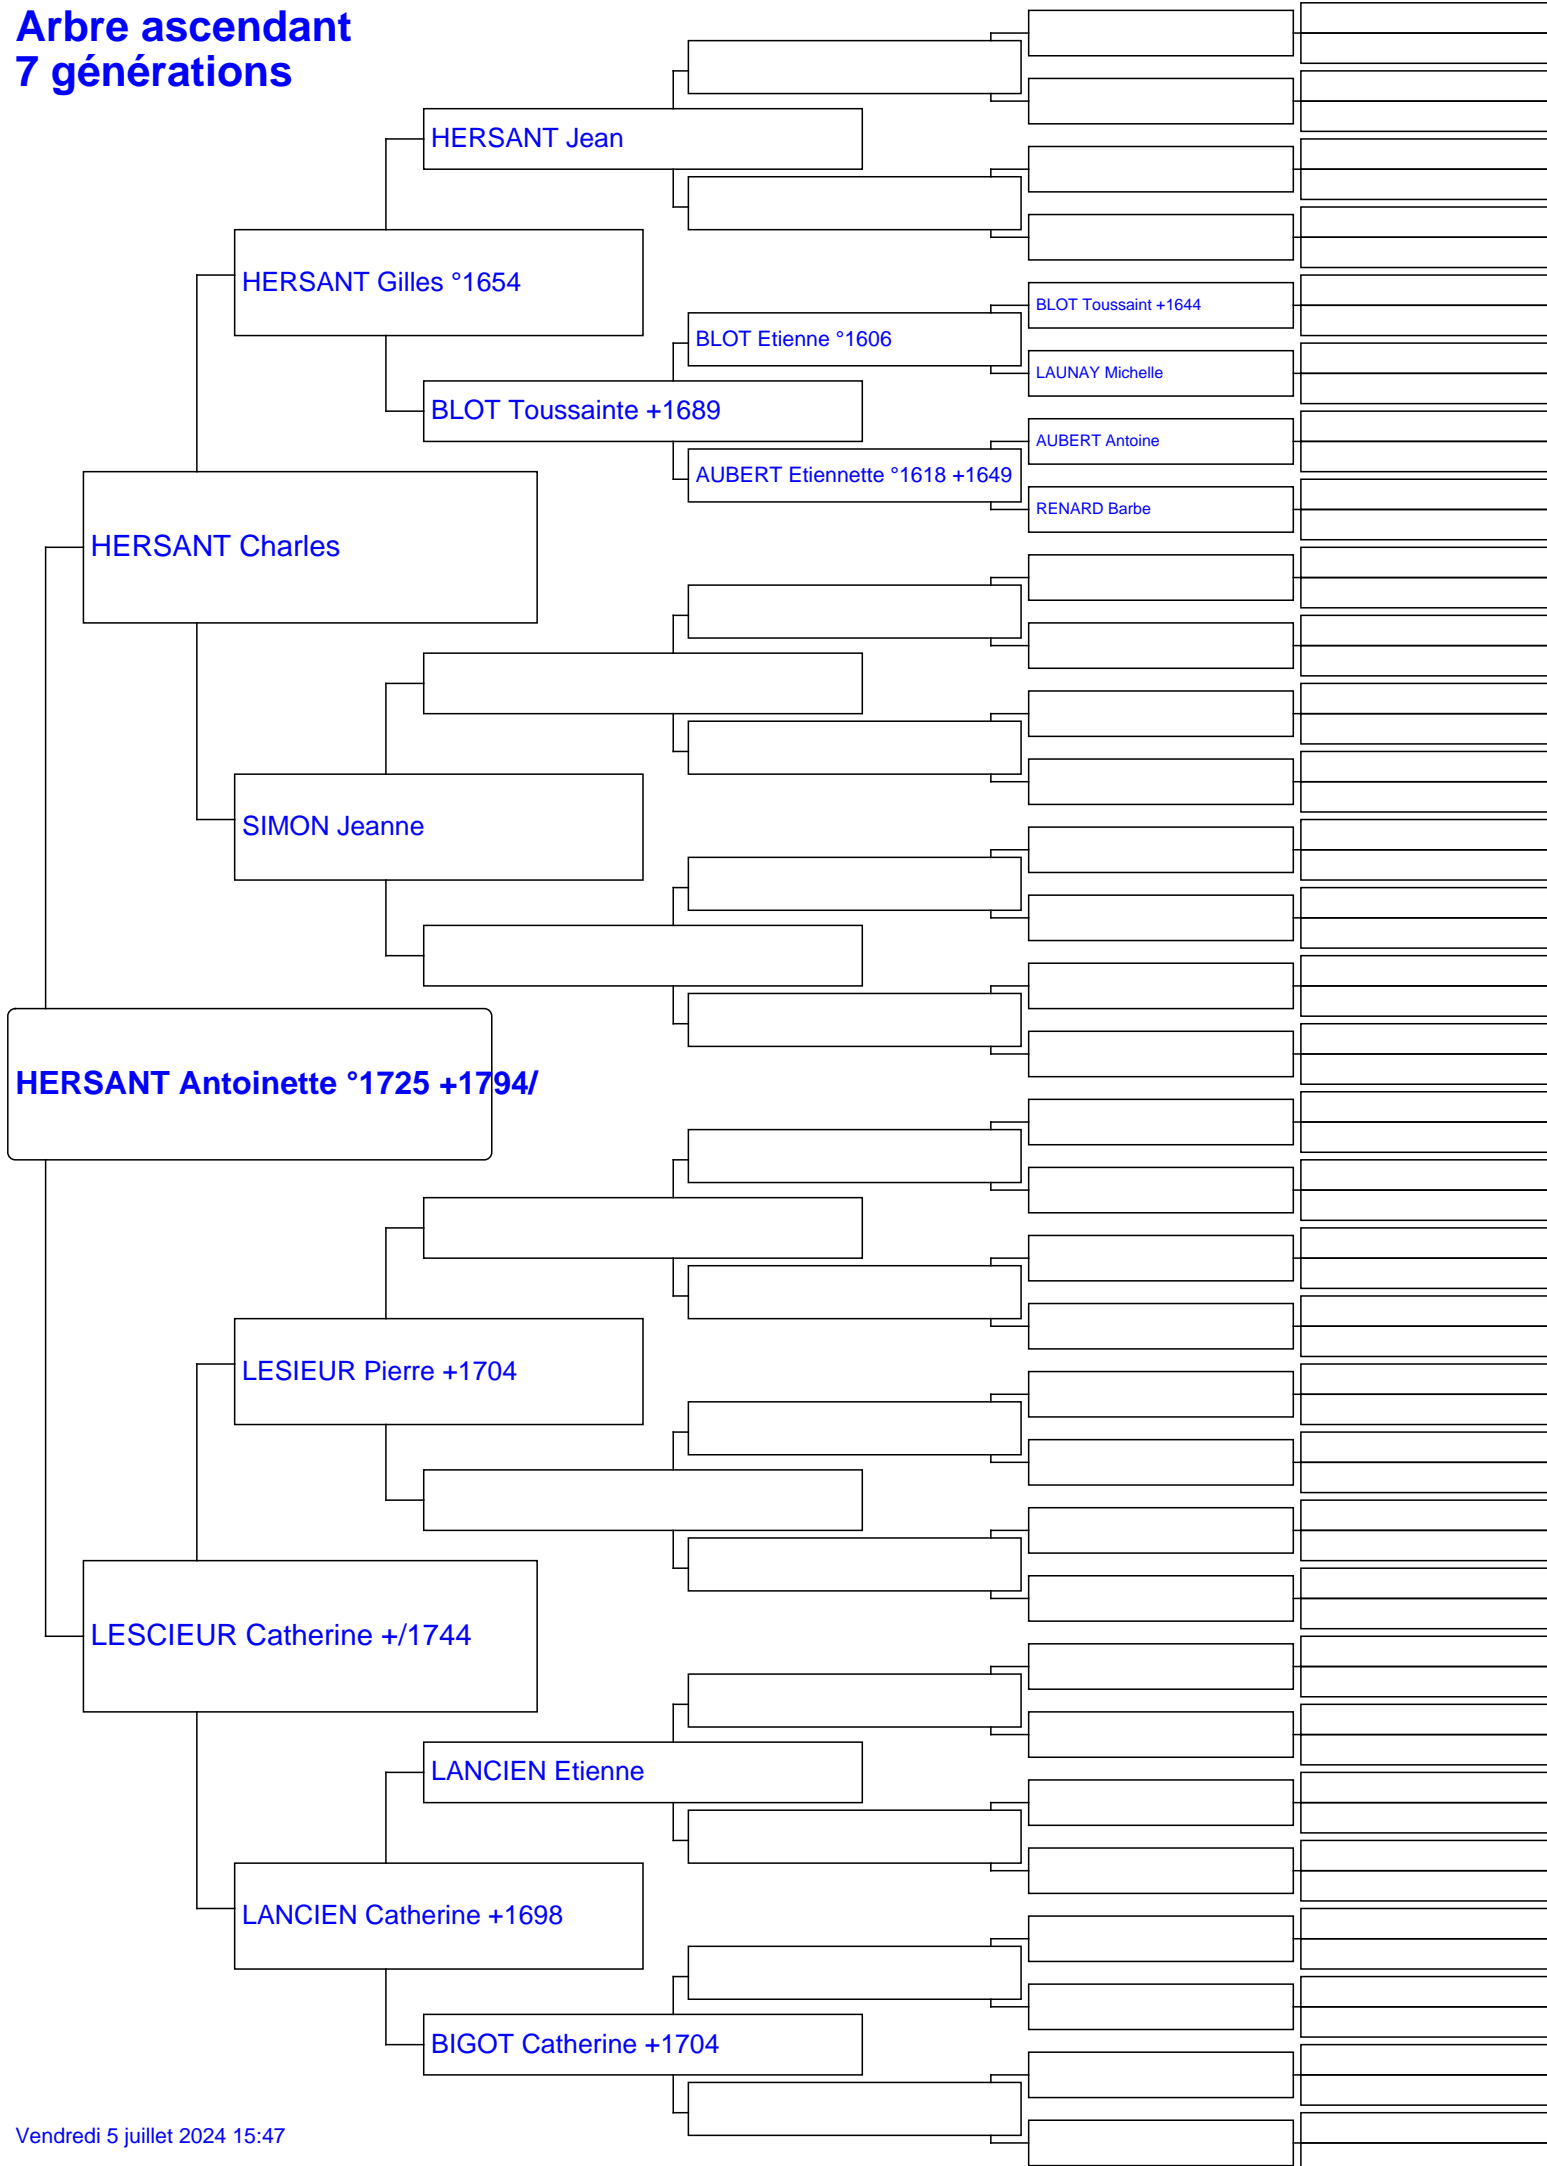 Arbre ascendant
7 générations
HERSANT Jean
HERSANT Gilles °1654
BLOT Toussaint +1644
BLOT Etienne °1606
LAUNAY Michelle
BLOT Toussainte +1689
AUBERT Antoine
AUBERT Etiennette °1618 +1649
RENARD Barbe
HERSANT Charles
SIMON Jeanne
HERSANT Antoinette °1725 +1794/
LESIEUR Pierre +1704
LESCIEUR Catherine +/1744
LANCIEN Etienne
LANCIEN Catherine +1698
BIGOT Catherine +1704
Vendredi 5 juillet 2024 15:47